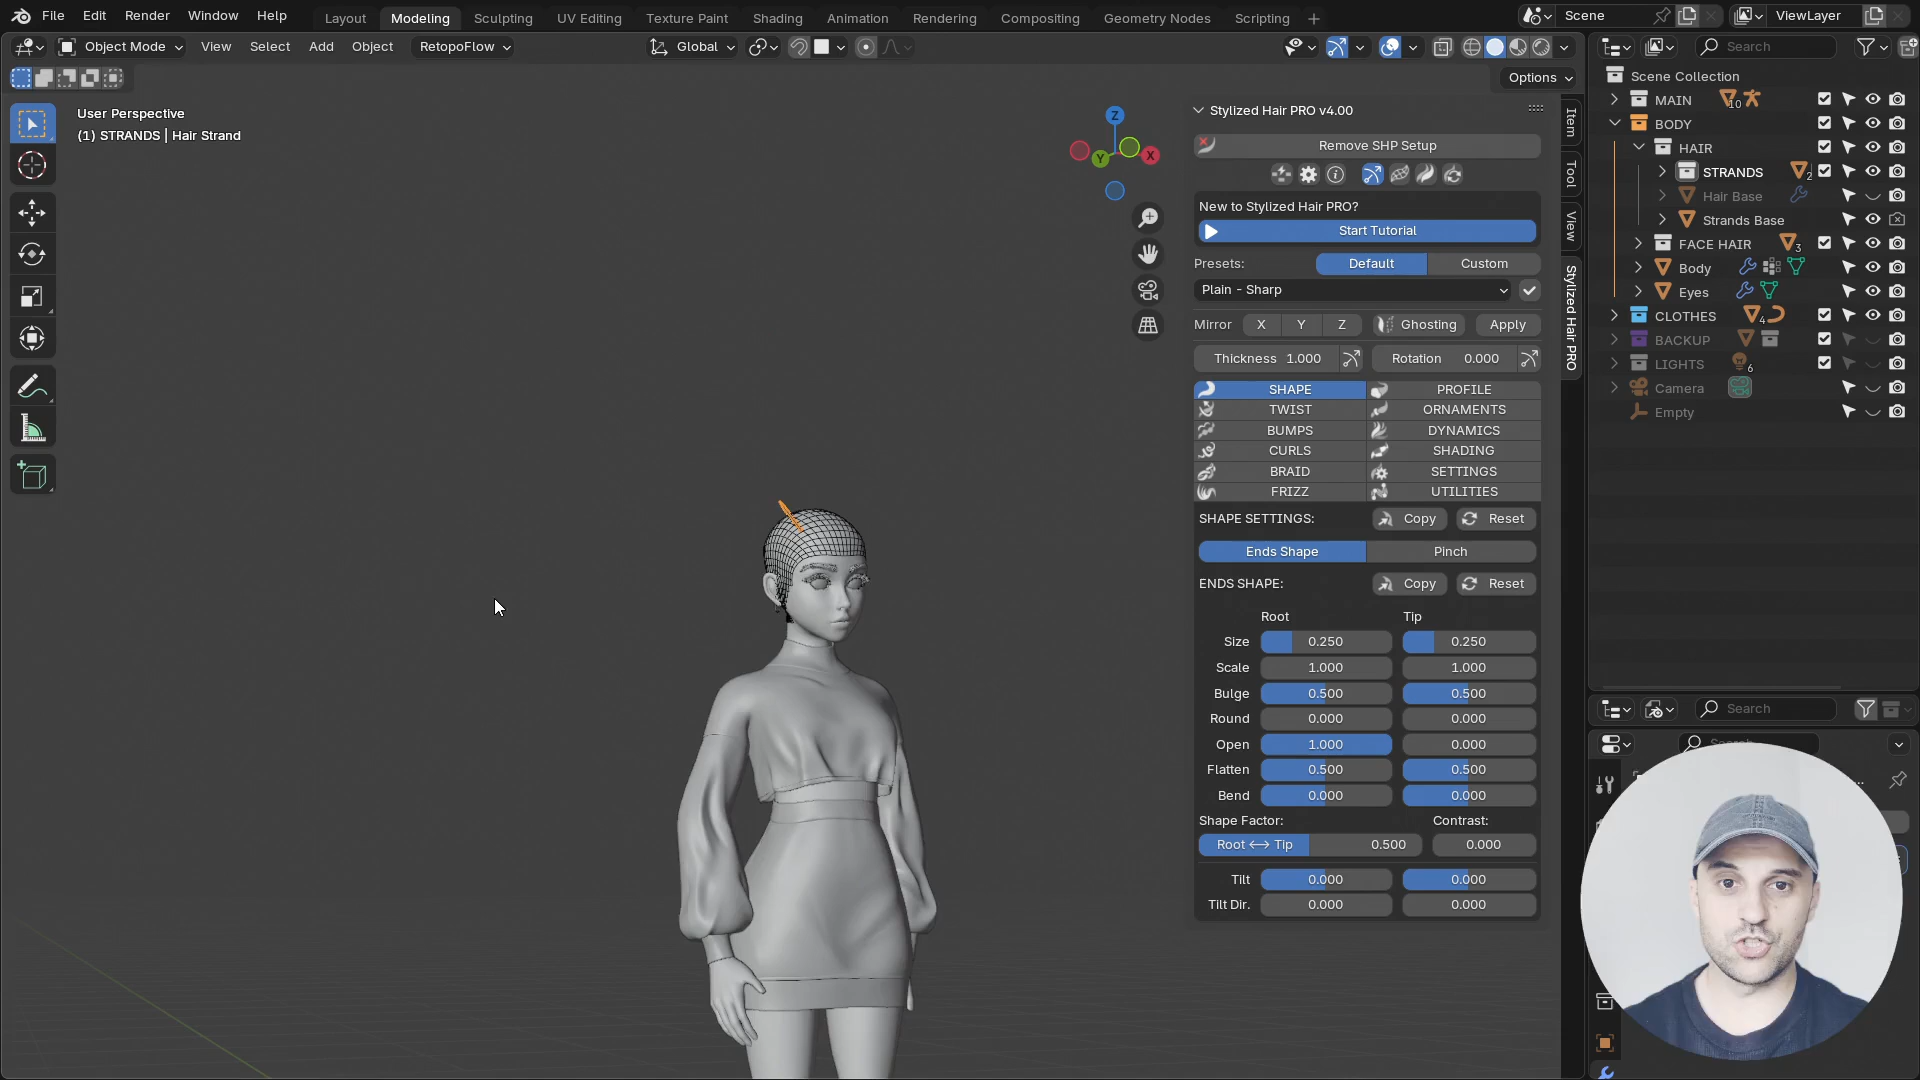 File Edit Render Window Help Layout Modeling Sculpting UV Editing Texture Paint Shading Animation Rendering Compositing Geometry Nodes Scripting + Scene ViewLayer
Object Mode View Select Add Object RetopoFlow Global Search
Options
User Perspective
(1) STRANDS | Hair Strand
Z
X
Y
Stylized Hair PRO v4.00
Remove SHP Setup
New to Stylized Hair PRO?
Start Tutorial
Presets: Default Custom
Plain - Sharp
Mirror X Y Z Ghosting Apply
Thickness 1.000 Rotation 0.000
SHAPE PROFILE
TWIST ORNAMENTS
BUMPS DYNAMICS
CURLS SHADING
BRAID SETTINGS
FRIZZ UTILITIES
SHAPE SETTINGS: Copy Reset
Ends Shape Pinch
ENDS SHAPE: Copy Reset
Root Tip
Size 0.250 0.250
Scale 1.000 1.000
Bulge 0.500 0.500
Round 0.000 0.000
Open 1.000 0.000
Flatten 0.500 0.500
Bend 0.000 0.000
Shape Factor: Contrast:
Root <-> Tip 0.500 0.000
Tilt 0.000 0.000
Tilt Dir. 0.000 0.000
Item
Tool
View
Stylized Hair PRO
Scene Collection
MAIN 10
BODY
HAIR
STRANDS 2
Hair Base
Strands Base
FACE HAIR 3
Body
Eyes
CLOTHES 4
BACKUP
LIGHTS 6
Camera
Empty
Search
Search